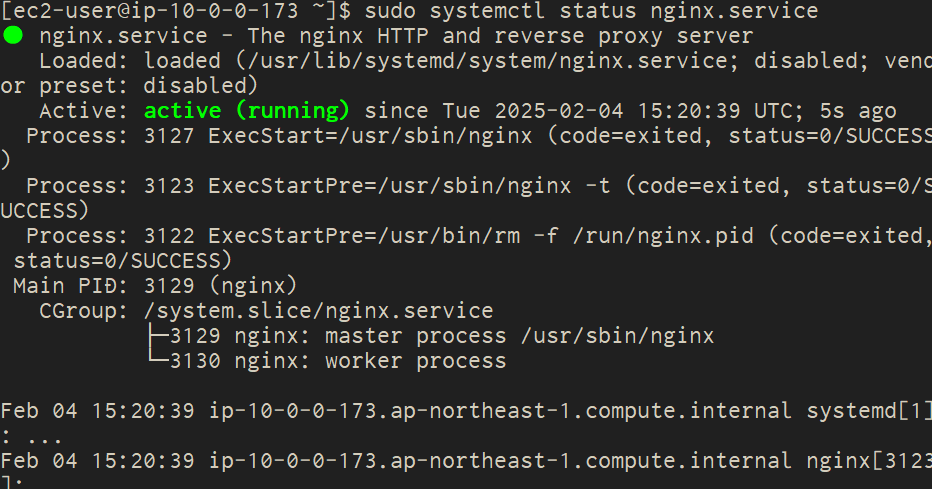 [ec2-user@ip-10-0-0-173 ~]$ sudo systemctl status nginx.service
● nginx.service - The nginx HTTP and reverse proxy server
   Loaded: loaded (/usr/lib/systemd/system/nginx.service; disabled; vend
or preset: disabled)
   Active: active (running) since Tue 2025-02-04 15:20:39 UTC; 5s ago
  Process: 3127 ExecStart=/usr/sbin/nginx (code=exited, status=0/SUCCESS
)
  Process: 3123 ExecStartPre=/usr/sbin/nginx -t (code=exited, status=0/S
UCCESS)
  Process: 3122 ExecStartPre=/usr/bin/rm -f /run/nginx.pid (code=exited,
 status=0/SUCCESS)
 Main PID: 3129 (nginx)
   CGroup: /system.slice/nginx.service
           ├─3129 nginx: master process /usr/sbin/nginx
           └─3130 nginx: worker process

Feb 04 15:20:39 ip-10-0-0-173.ap-northeast-1.compute.internal systemd[1]
: ...
Feb 04 15:20:39 ip-10-0-0-173.ap-northeast-1.compute.internal nginx[3123
]: